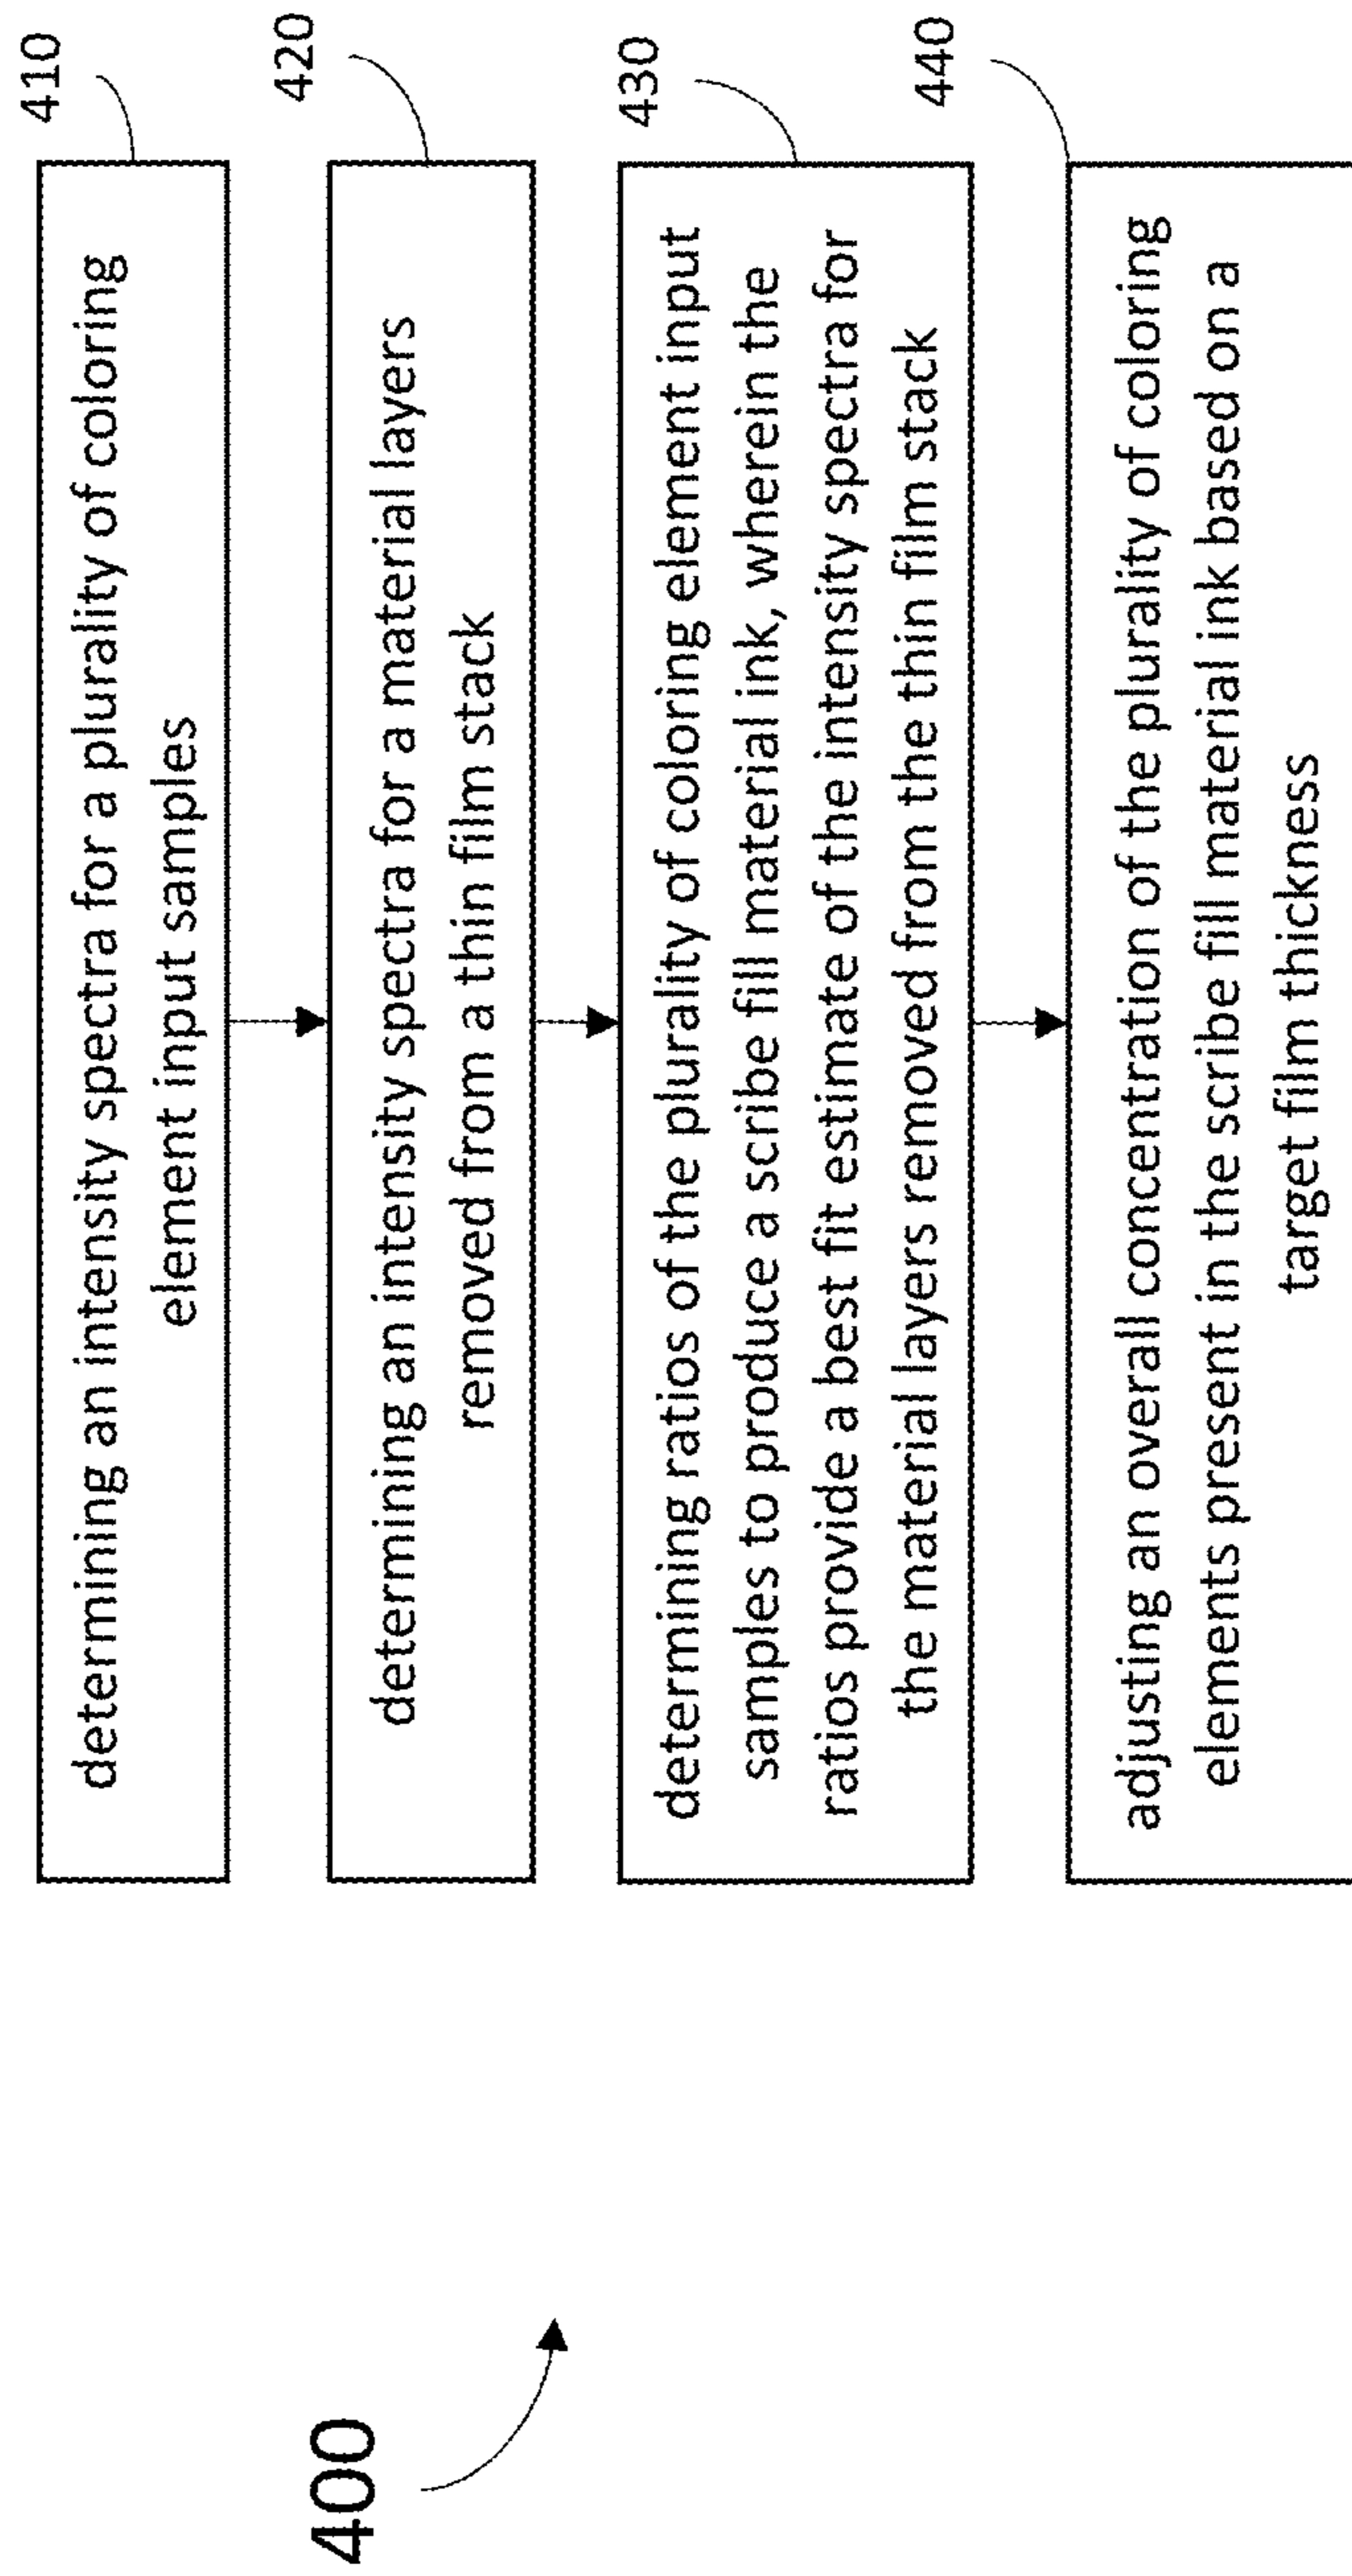 400
410
determining an intensity spectra for a plurality of coloring
element input samples
420
determining an intensity spectra for a material layers
removed from a thin film stack
430
determining ratios of the plurality of coloring element input
samples to produce a scribe fill material ink, wherein the
ratios provide a best fit estimate of the intensity spectra for
the material layers removed from the thin film stack
440
adjusting an overall concentration of the plurality of coloring
elements present in the scribe fill material ink based on a
target film thickness